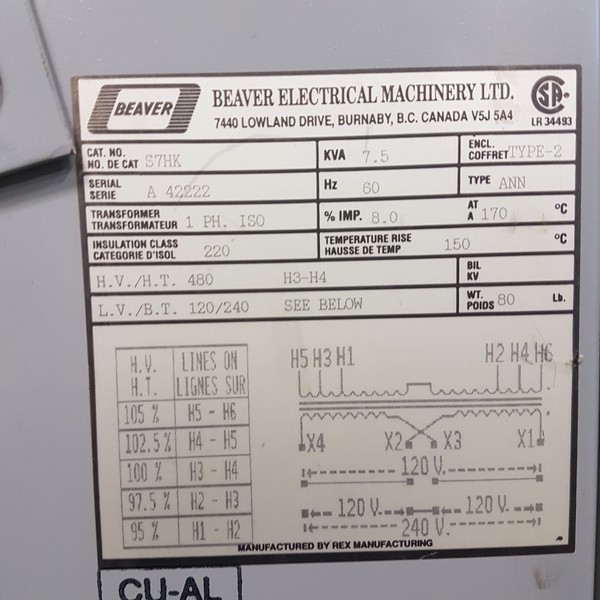 BEAVER
BEAVER ELECTRICAL MACHINERY LTD.
7440 LOWLAND DRIVE, BURNABY, B.C. CANADA V5J 5A4
SA
LR 34493
CAT. NO.
NO. DE CAT S7HK
KVA 7.5
ENCL.
COFFRET TYPE-2
SERIAL
SERIE A 42222
Hz 60
TYPE ANN
TRANSFORMER
TRANSFORMATEUR 1 PH. ISO
% IMP. 8.0
AT
A 170 °C
INSULATION CLASS
CATEGORIE D'ISOL 220
TEMPERATURE RISE
HAUSSE DE TEMP 150 °C
H.V./H.T. 480 H3-H4
BIL
KV
L.V./B.T. 120/240 SEE BELOW
WT.
POIDS 80 Lb.
H.V. LINES ON
H.T. LIGNES SUR
105 % H5 - H6
102.5% H4 - H5
100 % H3 - H4
97.5 % H2 - H3
95 % H1 - H2
H5 H3 H1 H2 H4 H6
X4 X2 X3 X1
120 V.
120 V. 120 V.
240 V.
MANUFACTURED BY REX MANUFACTURING
CU-AL